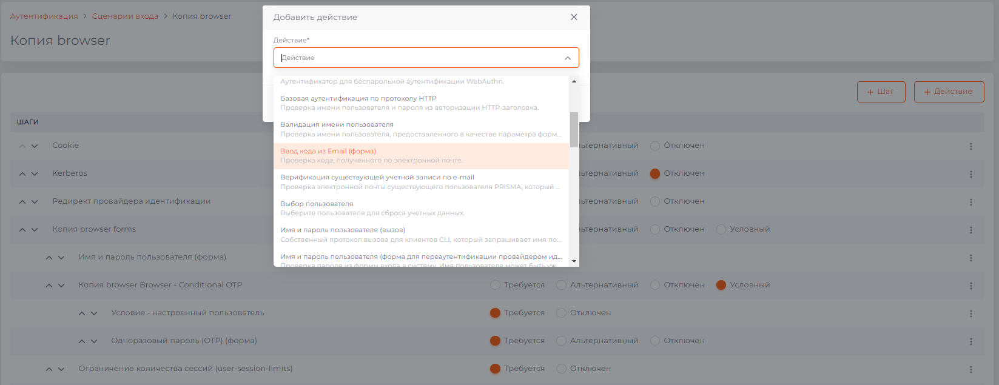 Аутентификация > Сценарии входа > Копия browser
Копия browser
Добавить действие
Действие*
Действие
Аутентификатор для беспарольной аутентификации WebAuthn.
Базовая аутентификация по протоколу HTTP
Проверка имени пользователя и пароля из авторизации HTTP-заголовка.
Валидация имени пользователя
Проверка имени пользователя, предоставленного в качестве параметра форм...
Ввод кода из Email (форма)
Проверка кода, полученного по электронной почте.
Верификация существующей учетной записи по e-mail
Проверка электронной почты существующего пользователя PRISMA, который ...
Выбор пользователя
Выберите пользователя для сброса учетных данных.
Имя и пароль пользователя (вызов)
Собственный протокол вызова для клиентов CLI, который запрашивает имя по...
Имя и пароль пользователя (форма для переаутентификации провайдером ид...
Проверка пароля из формы входа в систему. Имя пользователя может быть уж...
+ Шаг + Действие
ШАГИ
Cookie льтернативный Отключен
Kerberos льтернативный Отключен
Редирект провайдера идентификации льтернативный Отключен
Копия browser forms льтернативный Отключен Условный
Имя и пароль пользователя (форма)
Копия browser Browser - Conditional OTP Требуется Альтернативный Отключен Условный
Условие - настроенный пользователь Требуется Отключен
Одноразовый пароль (OTP) (форма) Требуется Альтернативный Отключен
Ограничение количества сессий (user-session-limits) Требуется Отключен